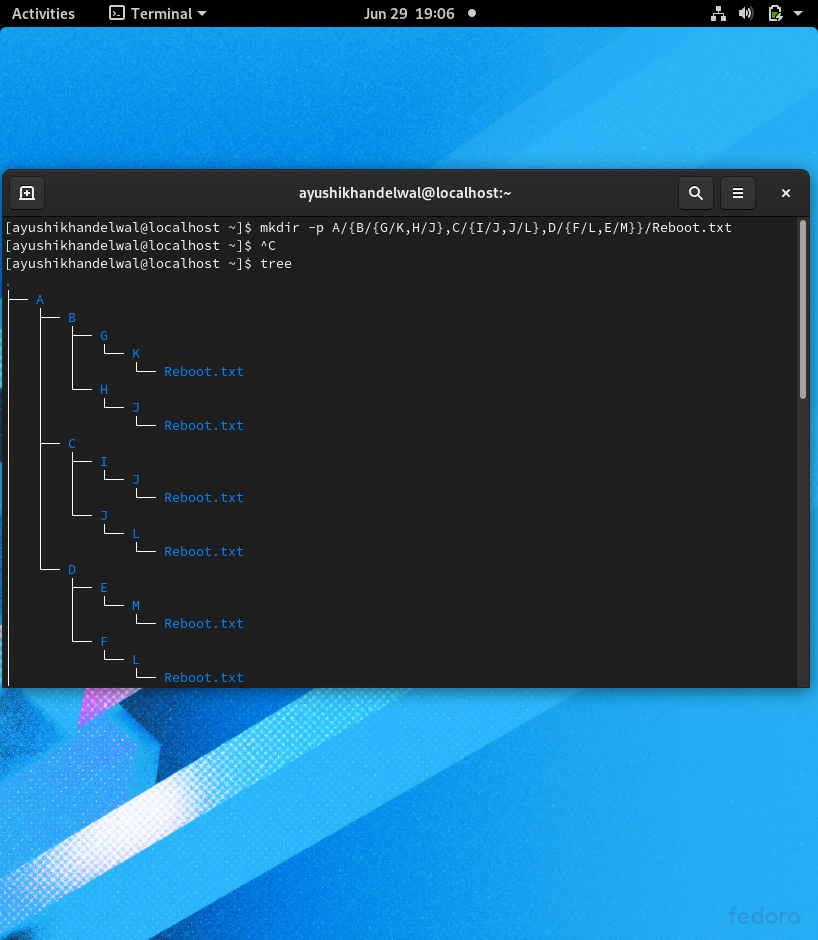 Activities Terminal Jun 29 19:06
ayushikhandelwal@localhost:~
[ayushikhandelwal@localhost ~]$ mkdir -p A/{B/{G/K,H/J},C/{I/J,J/L},D/{F/L,E/M}}/Reboot.txt
[ayushikhandelwal@localhost ~]$ ^C
[ayushikhandelwal@localhost ~]$ tree
.
├── A
│   ├── B
│   │   ├── G
│   │   │   └── K
│   │   │       └── Reboot.txt
│   │   └── H
│   │       └── J
│   │           └── Reboot.txt
│   ├── C
│   │   ├── I
│   │   │   └── J
│   │   │       └── Reboot.txt
│   │   └── J
│   │       └── L
│   │           └── Reboot.txt
│   └── D
│       ├── E
│       │   └── M
│       │       └── Reboot.txt
│       └── F
│           └── L
│               └── Reboot.txt
fedora